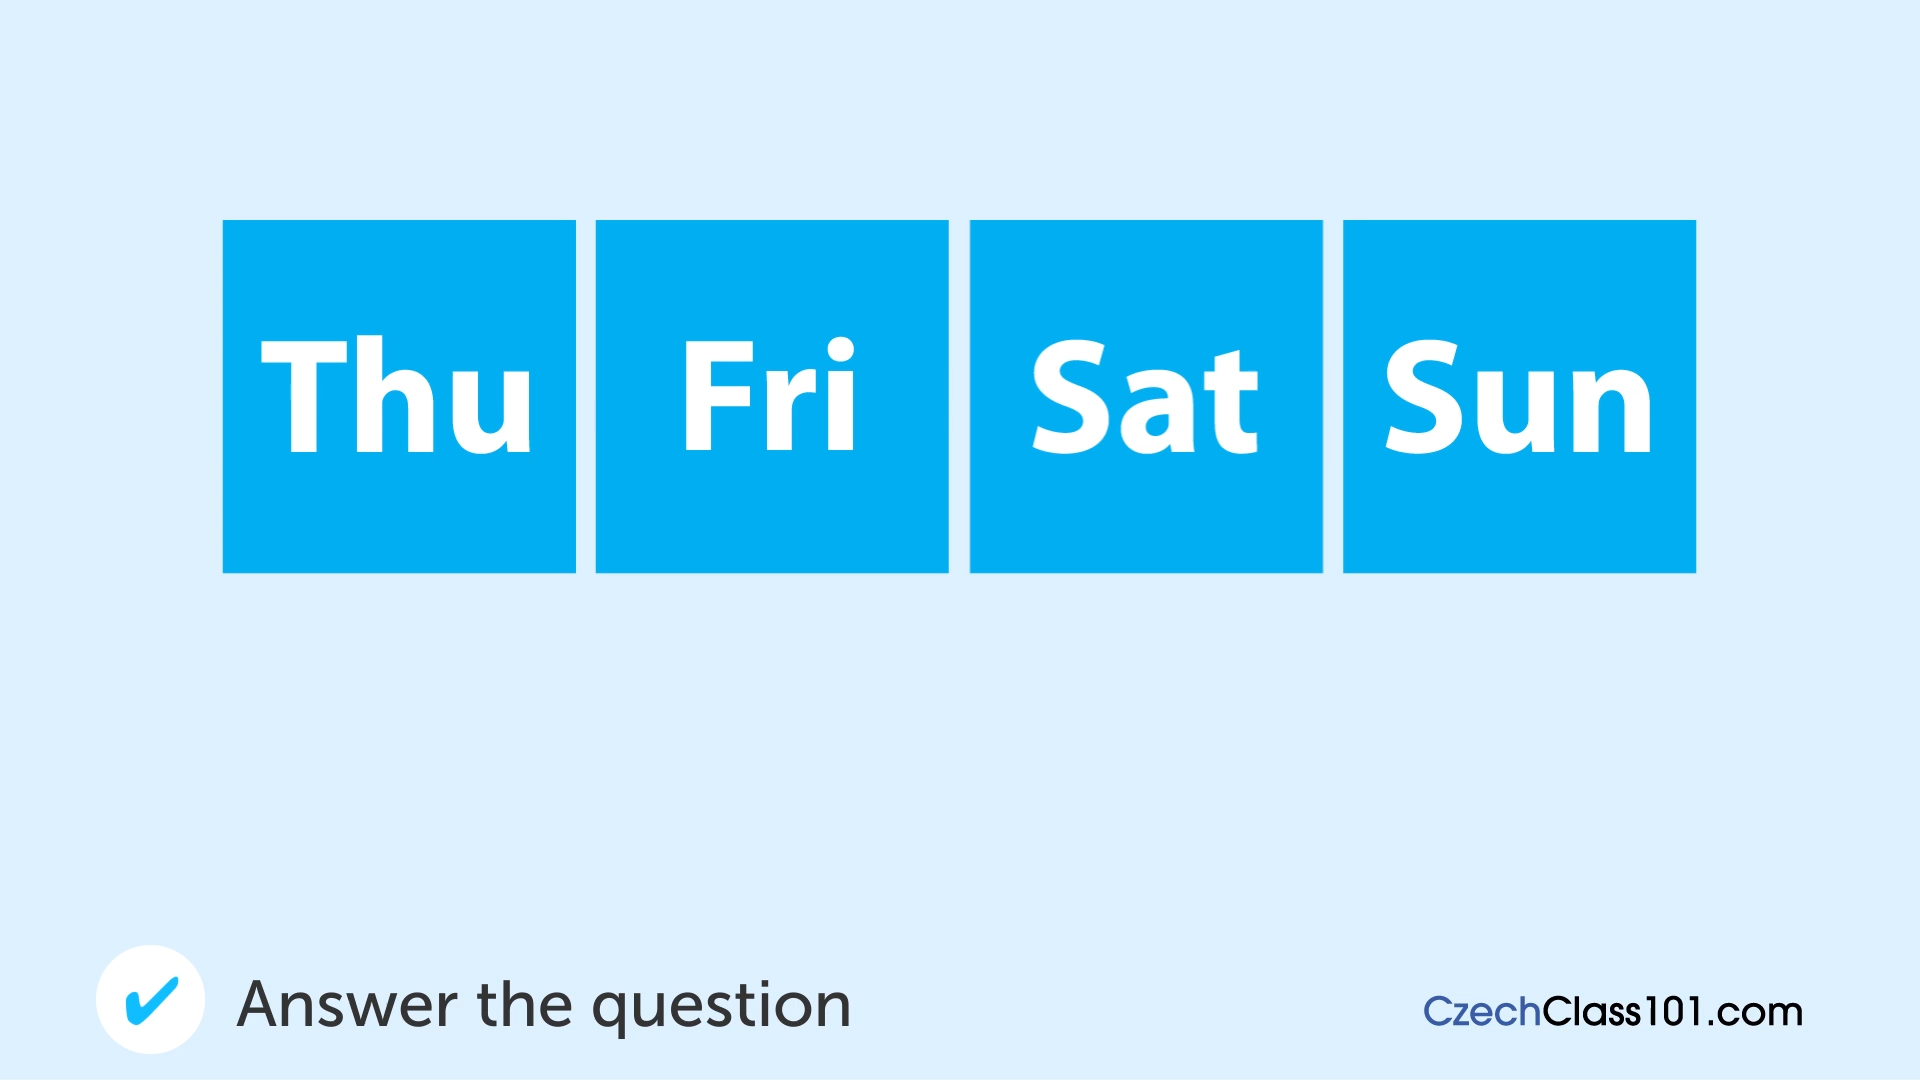 Thu Fri Sat Sun
✔ Answer the question
CzechClass101.com